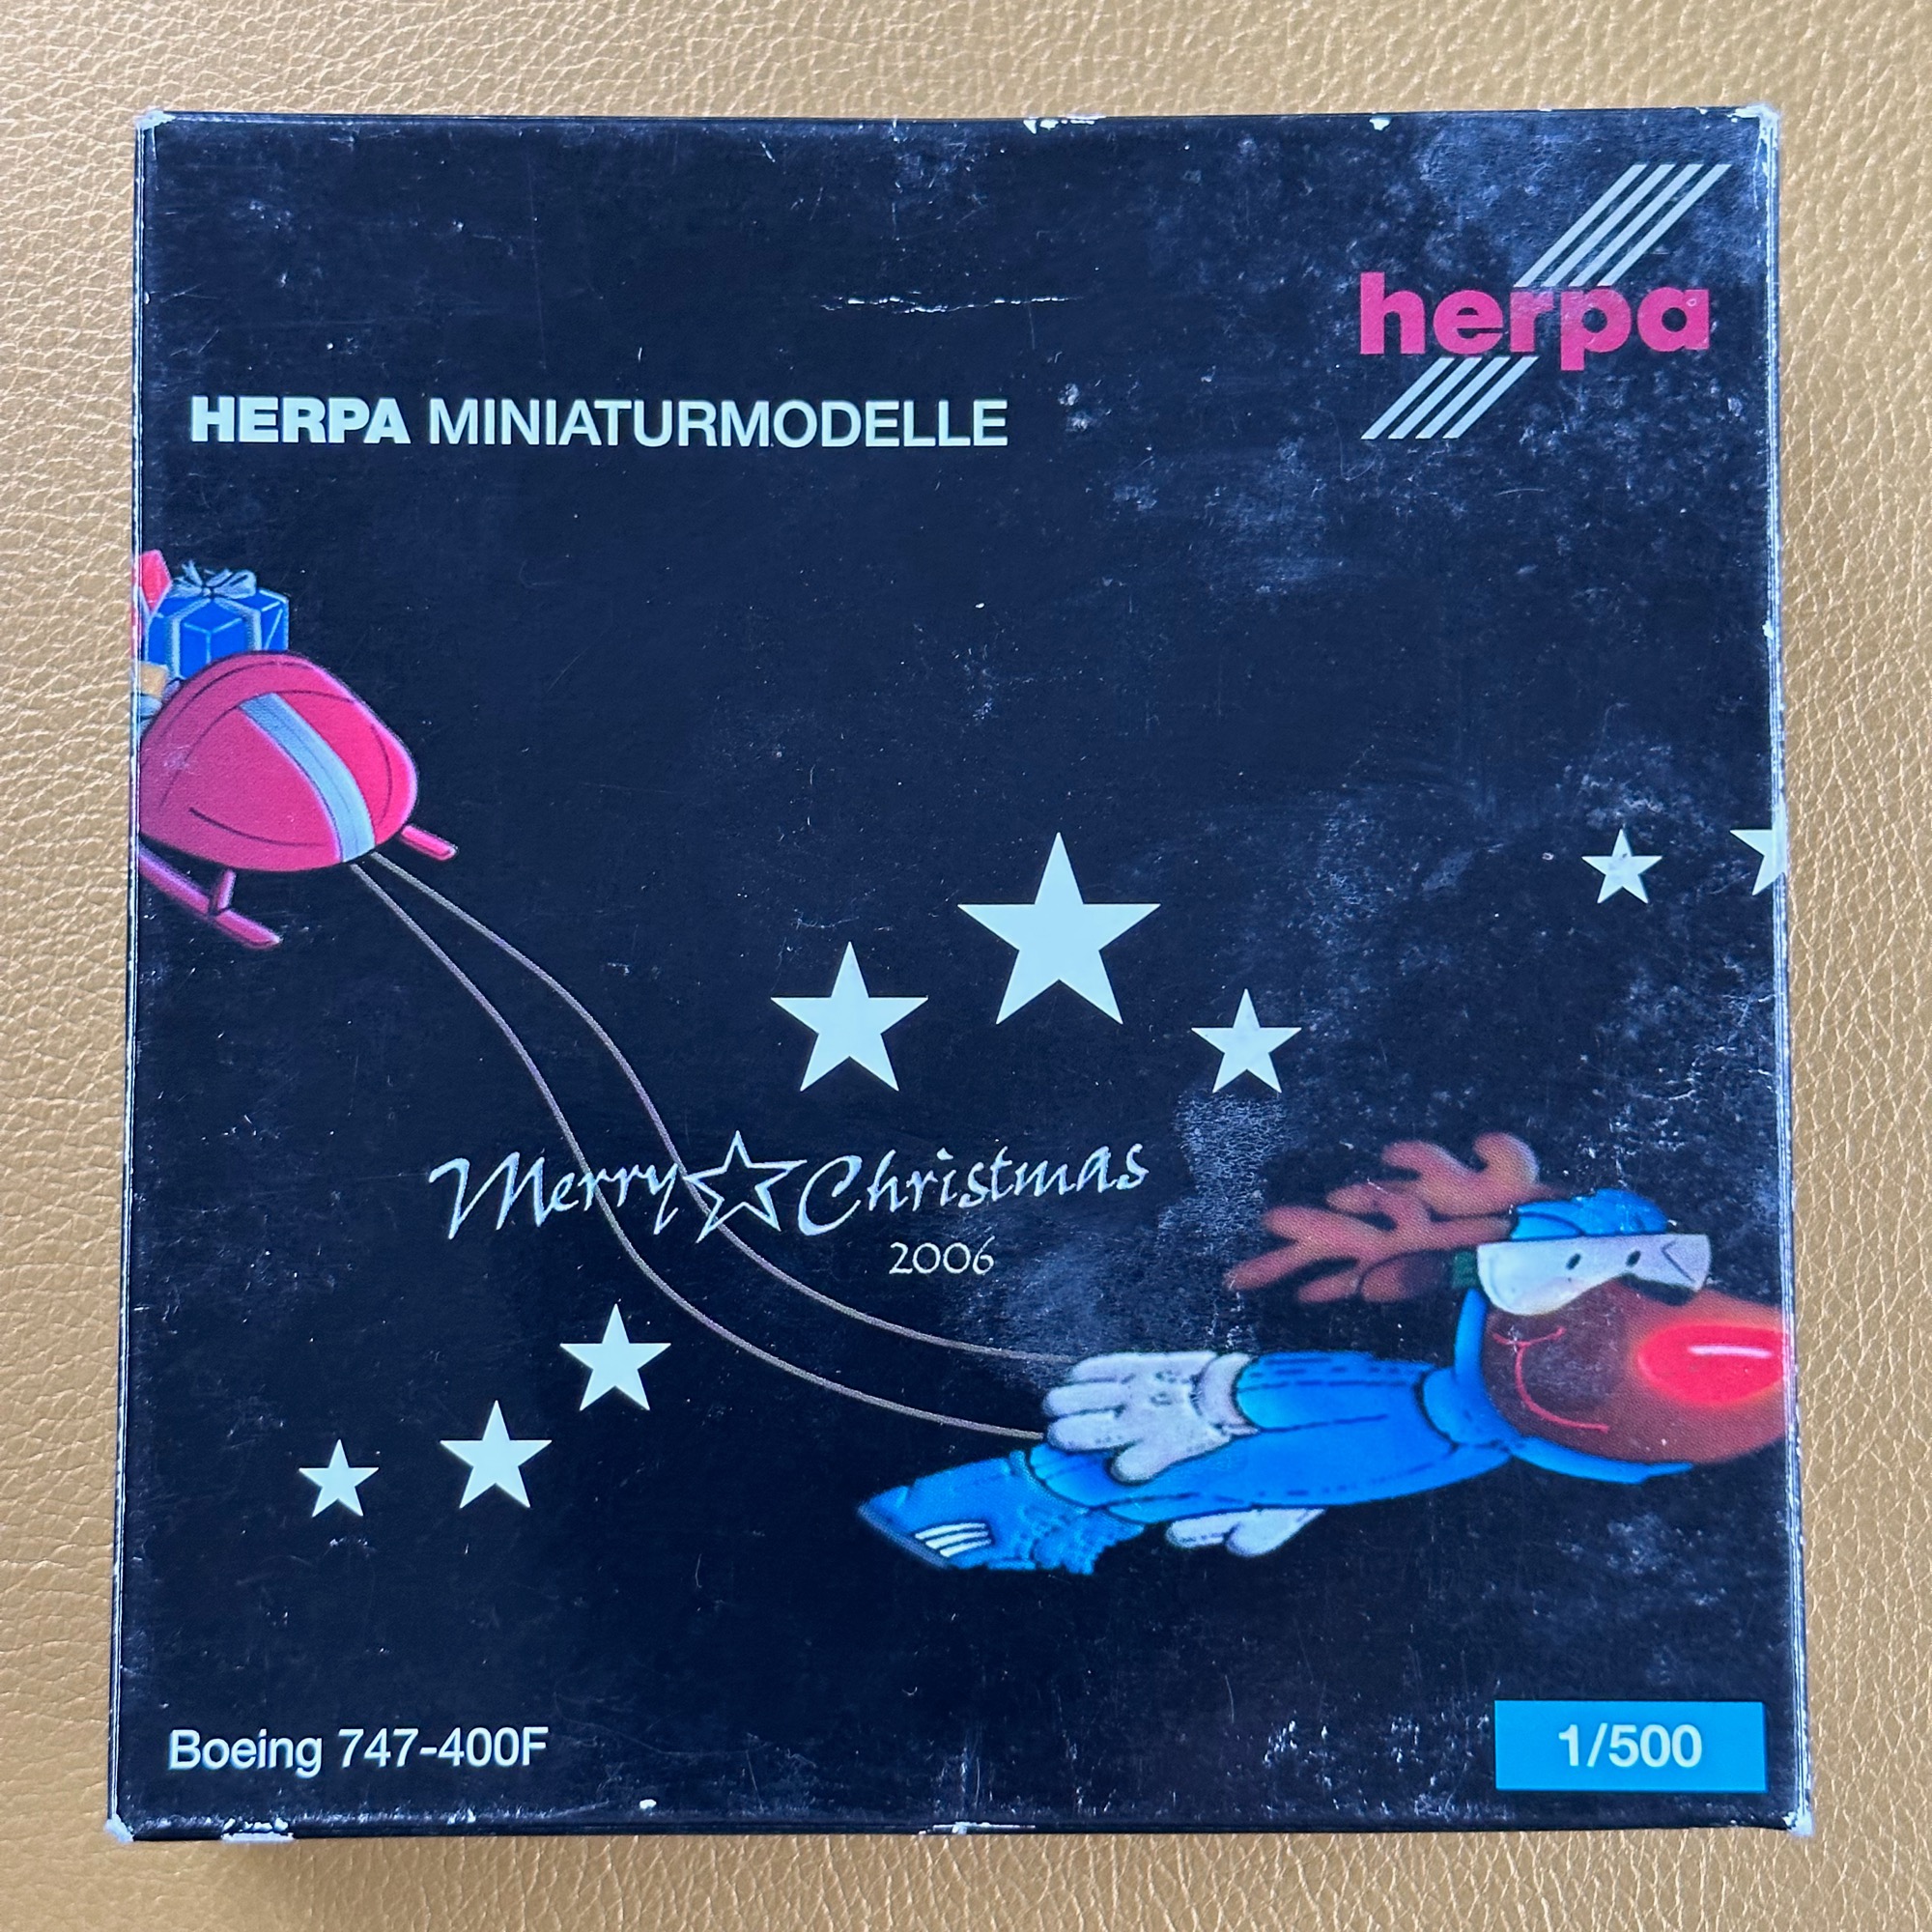 herpa
HERPA MINIATURMODELLE
Merry Christmas
2006
Boeing 747-400F
1/500